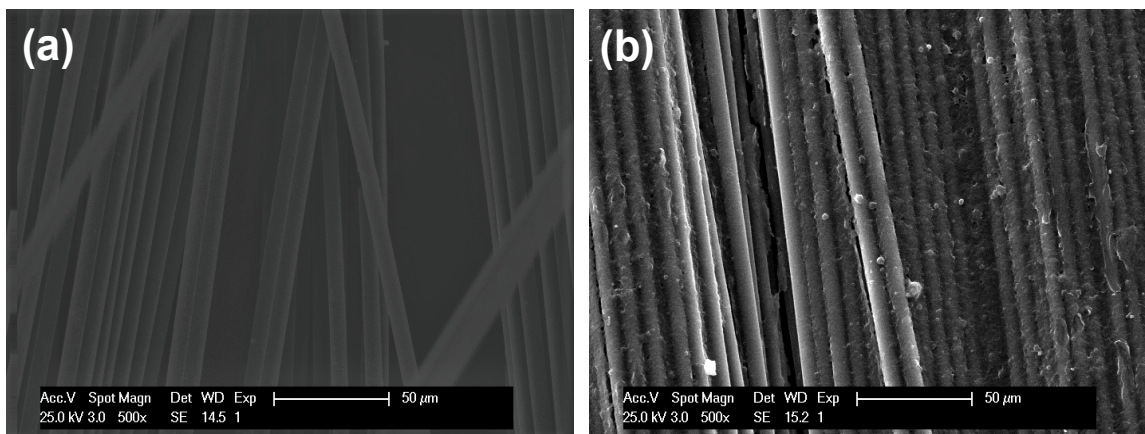 (a)
Acc.V Spot Magn Det WD Exp 50 μm
25.0 kV 3.0 500x SE 14.5 1
(b)
Acc.V Spot Magn Det WD Exp 50 μm
25.0 kV 3.0 500x SE 15.2 1